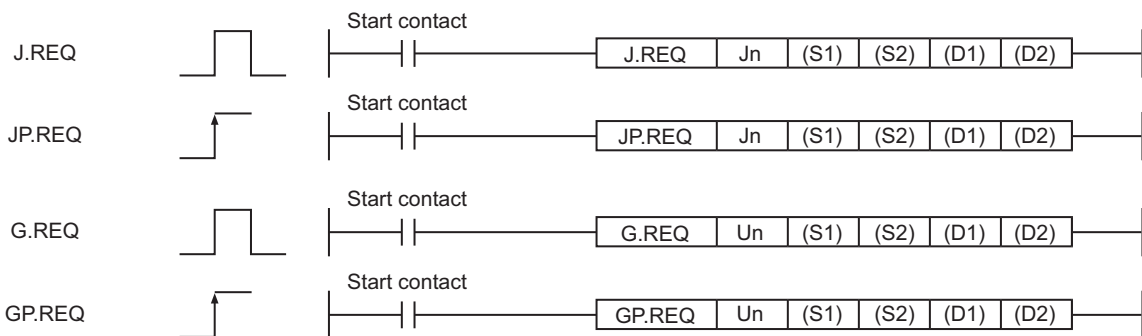 Start contact
J.REQ J.REQ Jn (S1) (S2) (D1) (D2)
Start contact
JP.REQ JP.REQ Jn (S1) (S2) (D1) (D2)
Start contact
G.REQ G.REQ Un (S1) (S2) (D1) (D2)
Start contact
GP.REQ GP.REQ Un (S1) (S2) (D1) (D2)